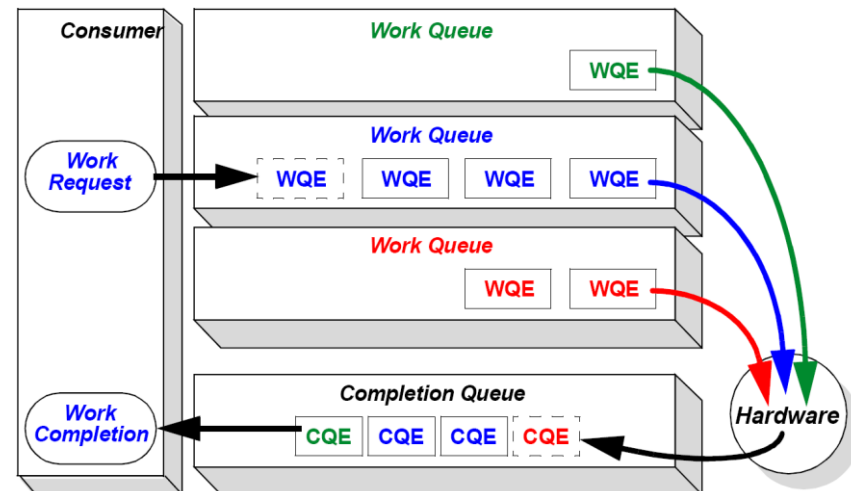 Consumer
Work Queue
WQE
Work Queue
Work
Request
WQE WQE WQE WQE
Work Queue
WQE WQE
Completion Queue
Hardware
Work
Completion
CQE CQE CQE CQE